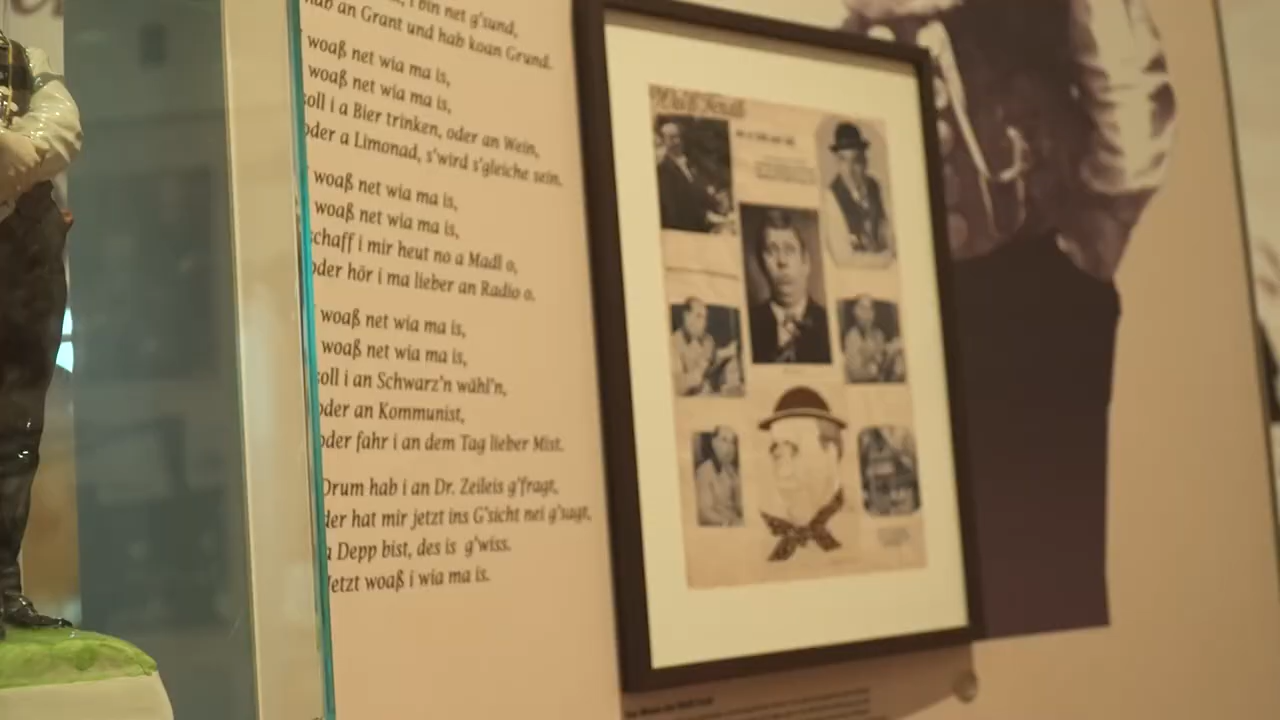 i bin net g'sund,
hab an Grant und hab koan Grund.
woaß net wia ma is,
woaß net wia ma is,
soll i a Bier trinken, oder an Wein,
oder a Limonad, s'wird s'gleiche sein.
woaß net wia ma is,
woaß net wia ma is,
schaff i mir heut no a Madl o,
oder hör i ma lieber an Radio o.
woaß net wia ma is,
woaß net wia ma is,
soll i an Schwarz'n wähl'n,
oder an Kommunist,
oder fahr i an dem Tag lieber Mist.
Drum hab i an Dr. Zeileis g'fragt,
der hat mir jetzt ins G'sicht nei g'sagt,
a Depp bist, des is g'wiss.
Jetzt woaß i wia ma is.
Weiß Ferdl